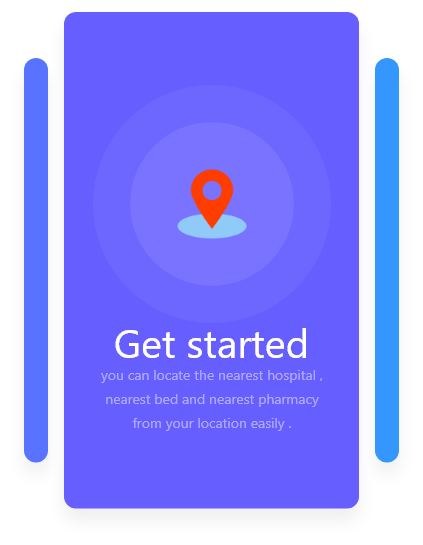 Get started
you can locate the nearest hospital ,
nearest bed and nearest pharmacy
from your location easily .